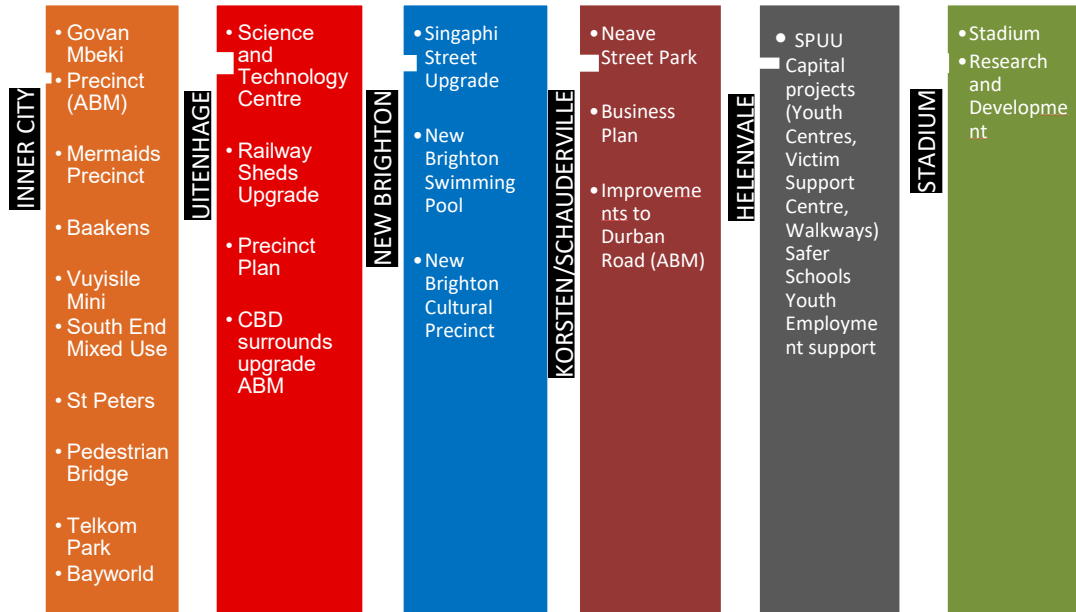 INNER CITY
• Govan
Mbeki
• Precinct
(ABM)
• Mermaids
Precinct
• Baakens
• Vuyisile
Mini
• South End
Mixed Use
• St Peters
• Pedestrian
Bridge
• Telkom
Park
• Bayworld
UITENHAGE
• Science
and
Technology
Centre
• Railway
Sheds
Upgrade
• Precinct
Plan
• CBD
surrounds
upgrade
ABM
NEW BRIGHTON
• Singaphi
Street
Upgrade
• New
Brighton
Swimming
Pool
• New
Brighton
Cultural
Precinct
KORSTEN/SCHAUDERVILLE
• Neave
Street Park
• Business
Plan
• Improveme
nts to
Durban
Road (ABM)
HELENVALE
• SPUU
Capital
projects
(Youth
Centres,
Victim
Support
Centre,
Walkways)
Safer
Schools
Youth
Employme
nt support
STADIUM
• Stadium
• Research
and
Developme
nt